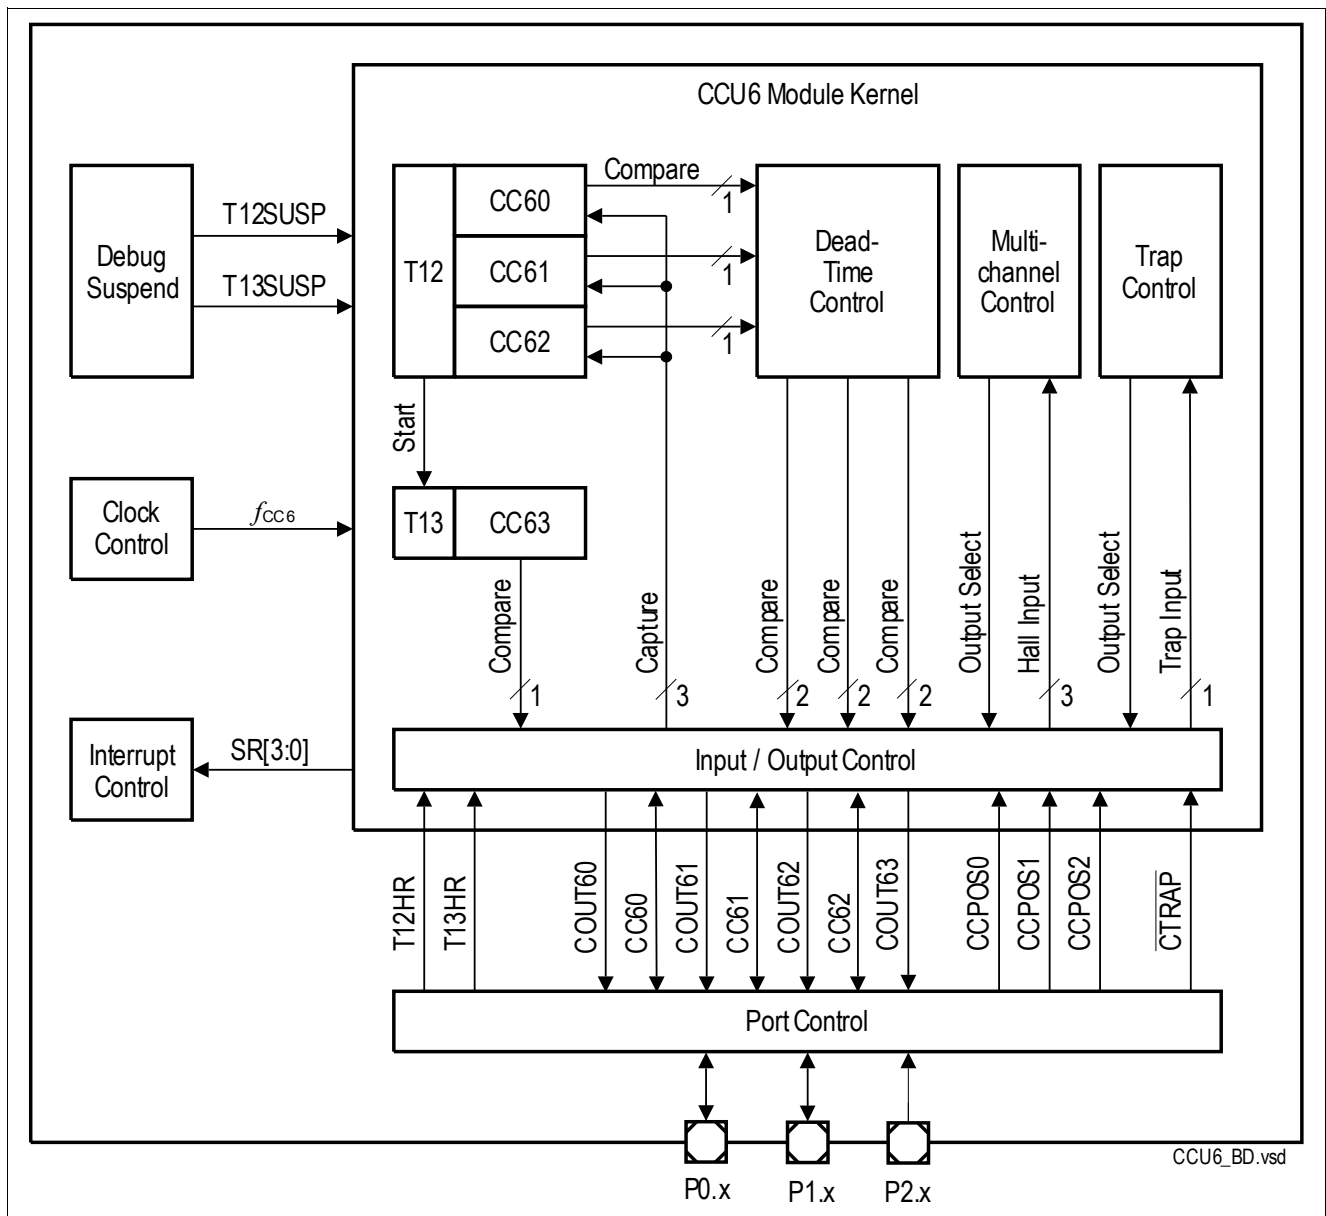 CCU6 Module Kernel
Debug
Suspend
T12SUSP
T13SUSP
T12
CC60
CC61
CC62
Compare
1
1
1
Dead-
Time
Control
Multi-
channel
Control
Trap
Control
Start
Clock
Control
fCC6
T13
CC63
Compare
1
Capture
3
Compare
2
Compare
2
Compare
2
Output Select
Hall Input
3
Output Select
Trap Input
1
Interrupt
Control
SR[3:0]
Input / Output Control
T12HR
T13HR
COUT60
CC60
COUT61
CC61
COUT62
CC62
COUT63
CCPOS0
CCPOS1
CCPOS2
CTRAP
Port Control
P0.x
P1.x
P2.x
CCU6_BD.vsd